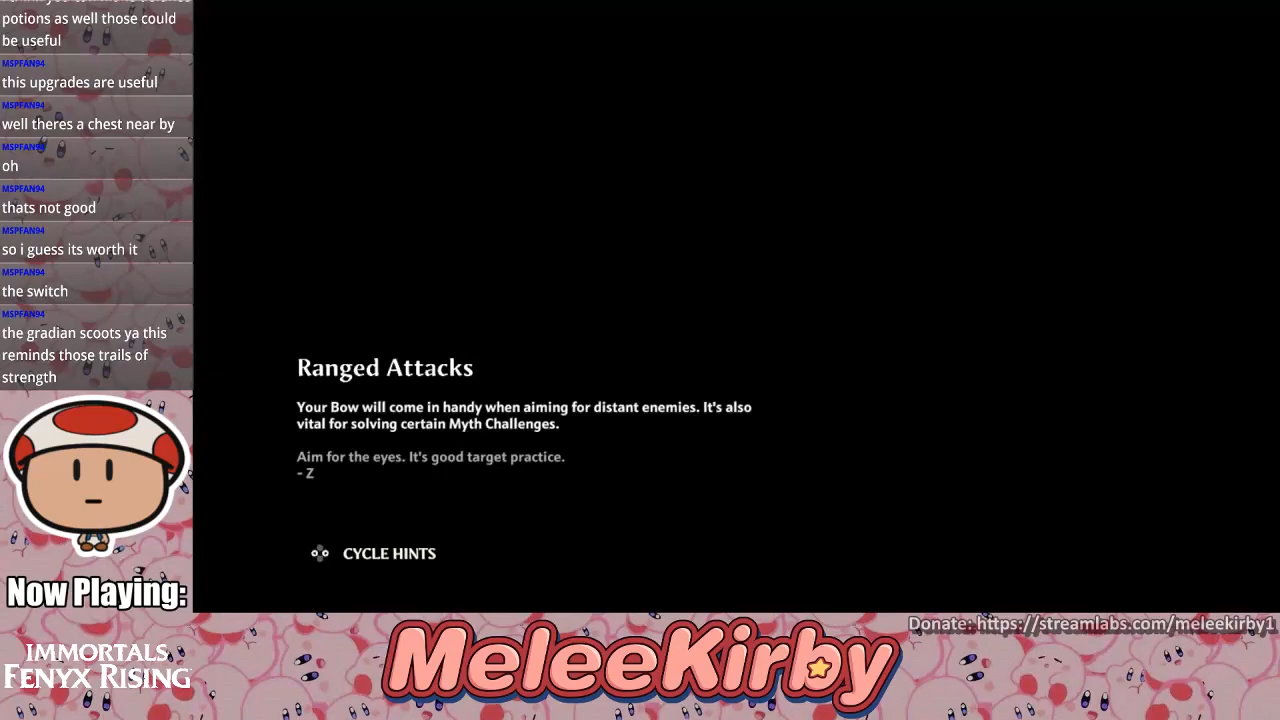 potions as well those could
be useful
MSPFAN94
this upgrades are useful
MSPFAN94
well theres a chest near by
MSPFAN94
oh
MSPFAN94
thats not good
MSPFAN94
so i guess its worth it
MSPFAN94
the switch
MSPFAN94
the gradian scoots ya this
reminds those trails of
strength
Now Playing:
IMMORTALS
FENYX RISING
Ranged Attacks
Your Bow will come in handy when aiming for distant enemies. It's also
vital for solving certain Myth Challenges.
Aim for the eyes. It's good target practice.
- Z
CYCLE HINTS
Donate: https://streamlabs.com/meleekirby1
MeleeKirby